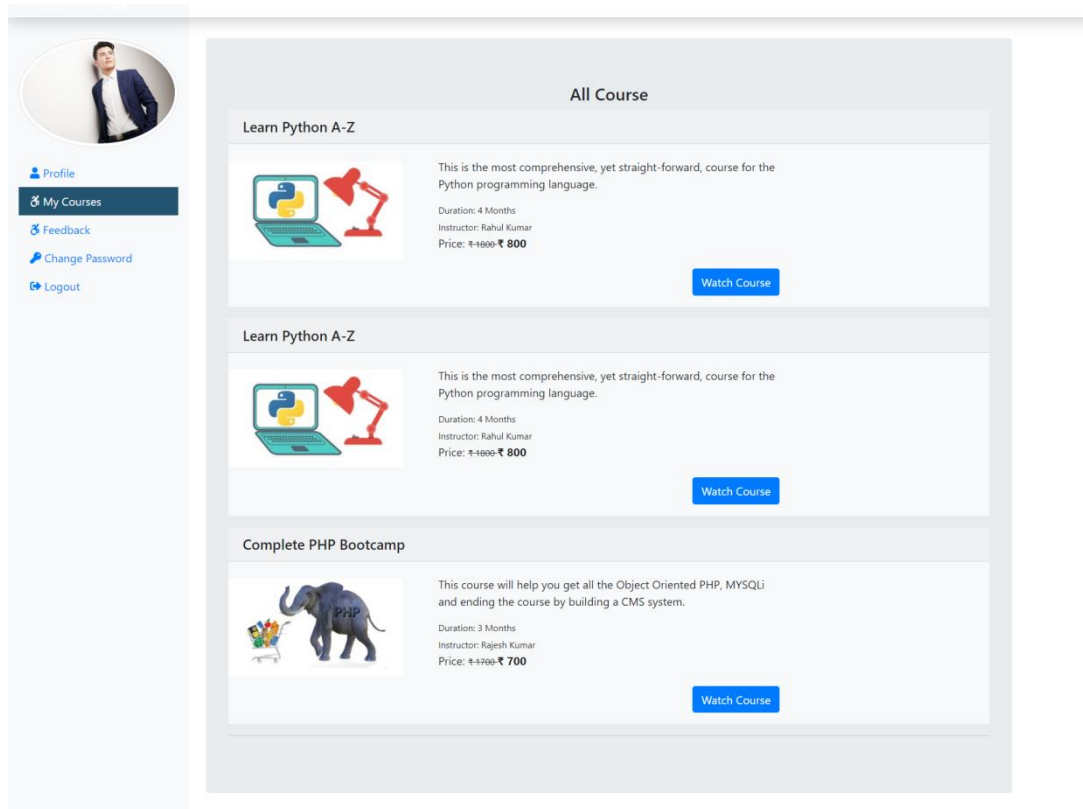 Profile
My Courses
Feedback
Change Password
Logout
All Course
Learn Python A-Z
This is the most comprehensive, yet straight-forward, course for the
Python programming language.
Duration: 4 Months
Instructor: Rahul Kumar
Price: ₹ 1800 ₹ 800
Watch Course
Learn Python A-Z
This is the most comprehensive, yet straight-forward, course for the
Python programming language.
Duration: 4 Months
Instructor: Rahul Kumar
Price: ₹ 1800 ₹ 800
Watch Course
Complete PHP Bootcamp
PHP
This course will help you get all the Object Oriented PHP, MYSQLi
and ending the course by building a CMS system.
Duration: 3 Months
Instructor: Rajesh Kumar
Price: ₹ 1700 ₹ 700
Watch Course